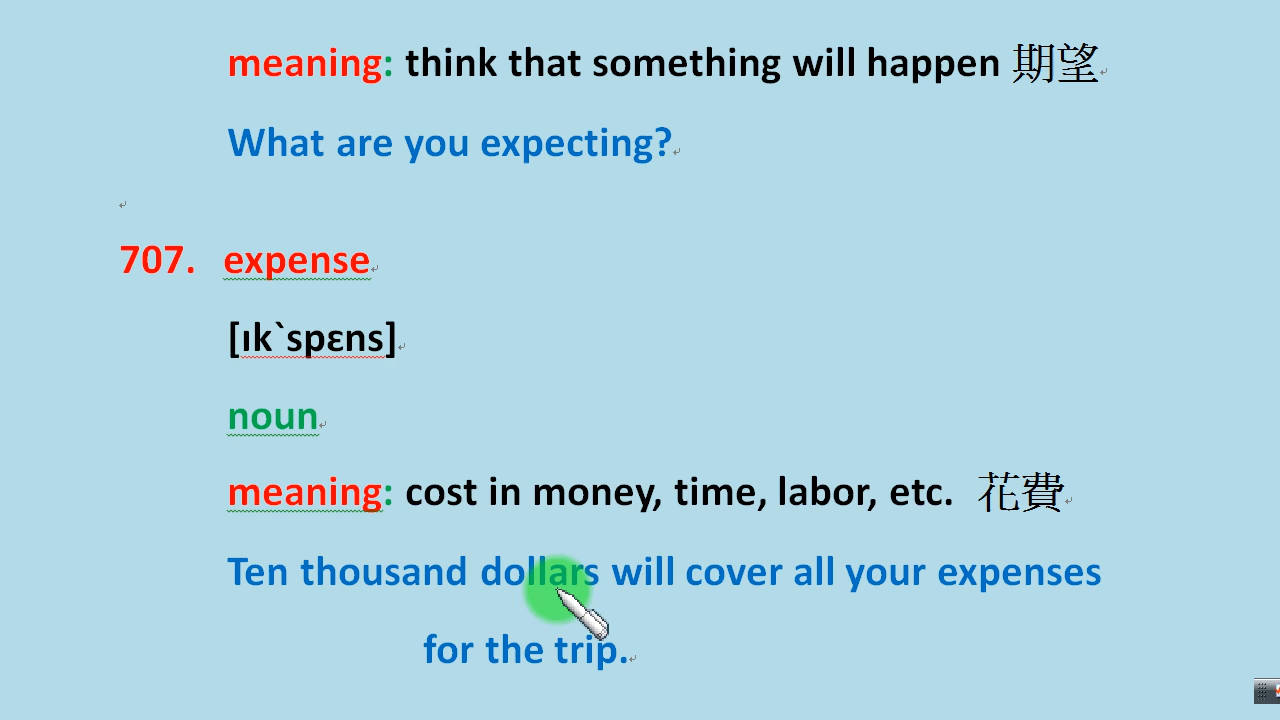 meaning: think that something will happen 期望
What are you expecting?
707. expense
[ɪk`spɛns]
noun
meaning: cost in money, time, labor, etc. 花費
Ten thousand dollars will cover all your expenses
for the trip.